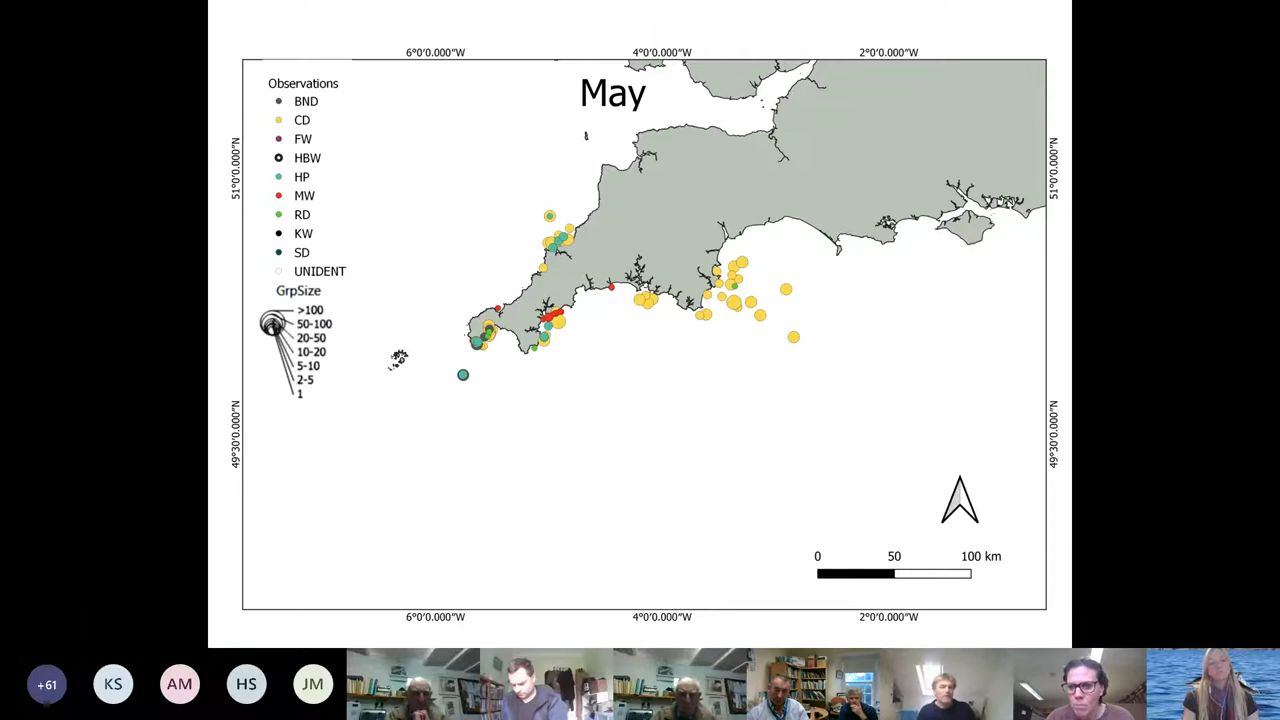 6°0′0.000″W
4°0′0.000″W
2°0′0.000″W
May
Observations
BND
CD
FW
HBW
HP
MW
RD
KW
SD
UNIDENT
GrpSize
>100
50-100
20-50
10-20
5-10
2-5
1
51°0′0.000″N
51°0′0.000″N
49°30′0.000″N
49°30′0.000″N
0
50
100 km
6°0′0.000″W
4°0′0.000″W
2°0′0.000″W
+61
KS
AM
HS
JM